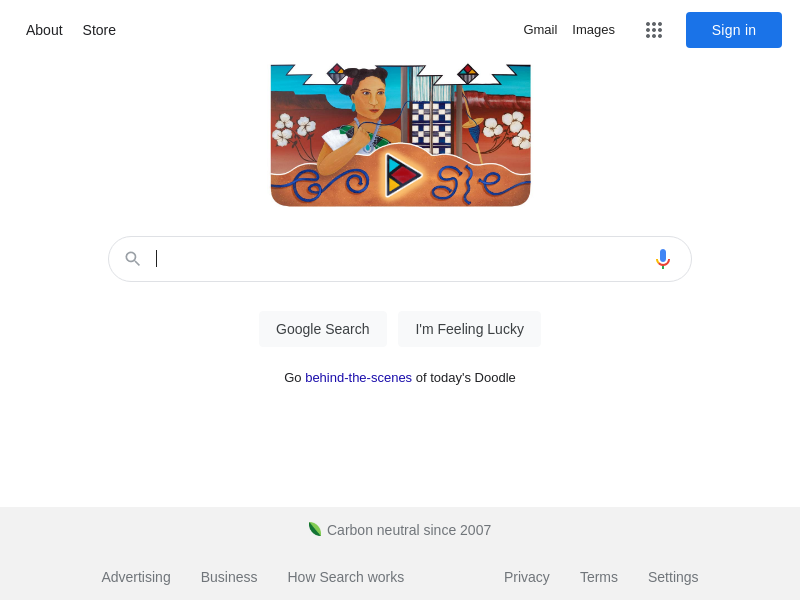 About Store Gmail Images Sign in
Google Search I'm Feeling Lucky
Go behind-the-scenes of today's Doodle
Carbon neutral since 2007
Advertising Business How Search works Privacy Terms Settings